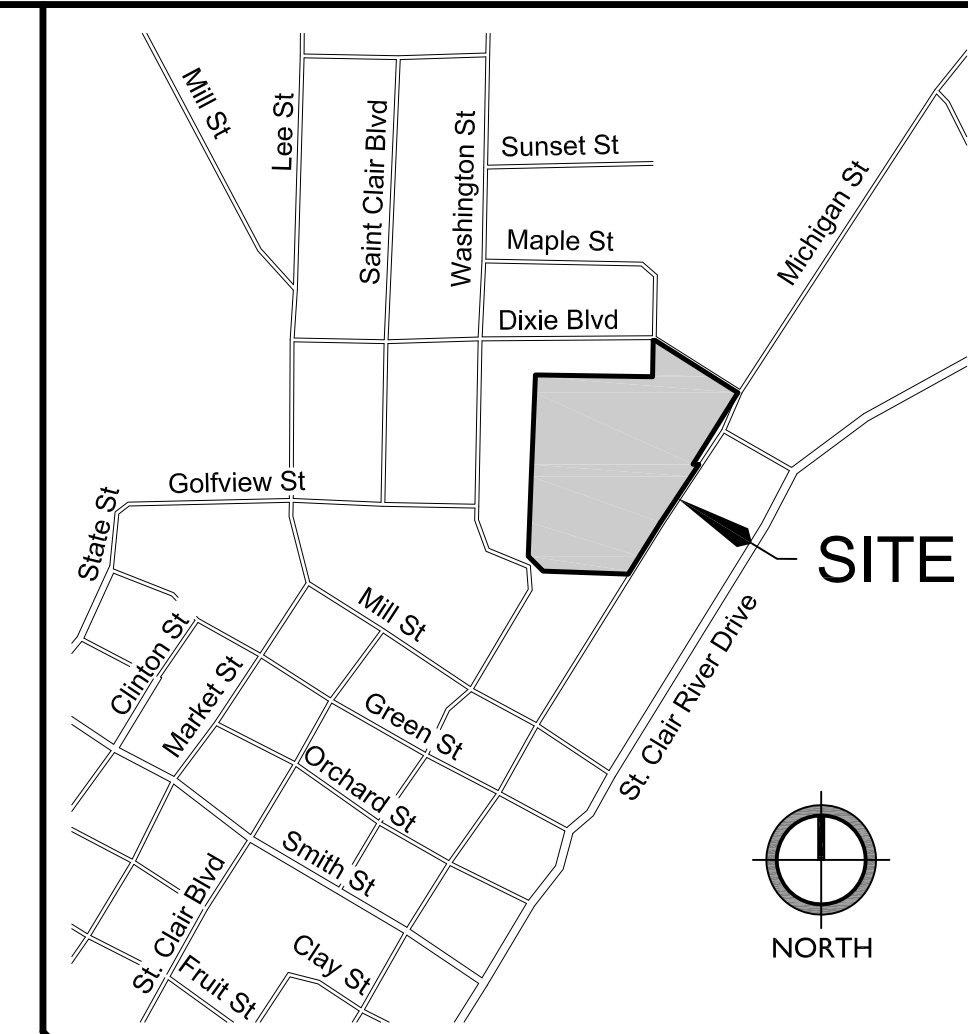 Mill St
Lee St
Saint Clair Blvd
Washington St
Sunset St
Michigan St
Maple St
Dixie Blvd
Golfview St
State St
SITE
Mill St
Clinton St
Market St
Green St
St. Clair River Drive
Orchard St
Smith St
St. Clair Blvd
Clay St
Fruit St
NORTH